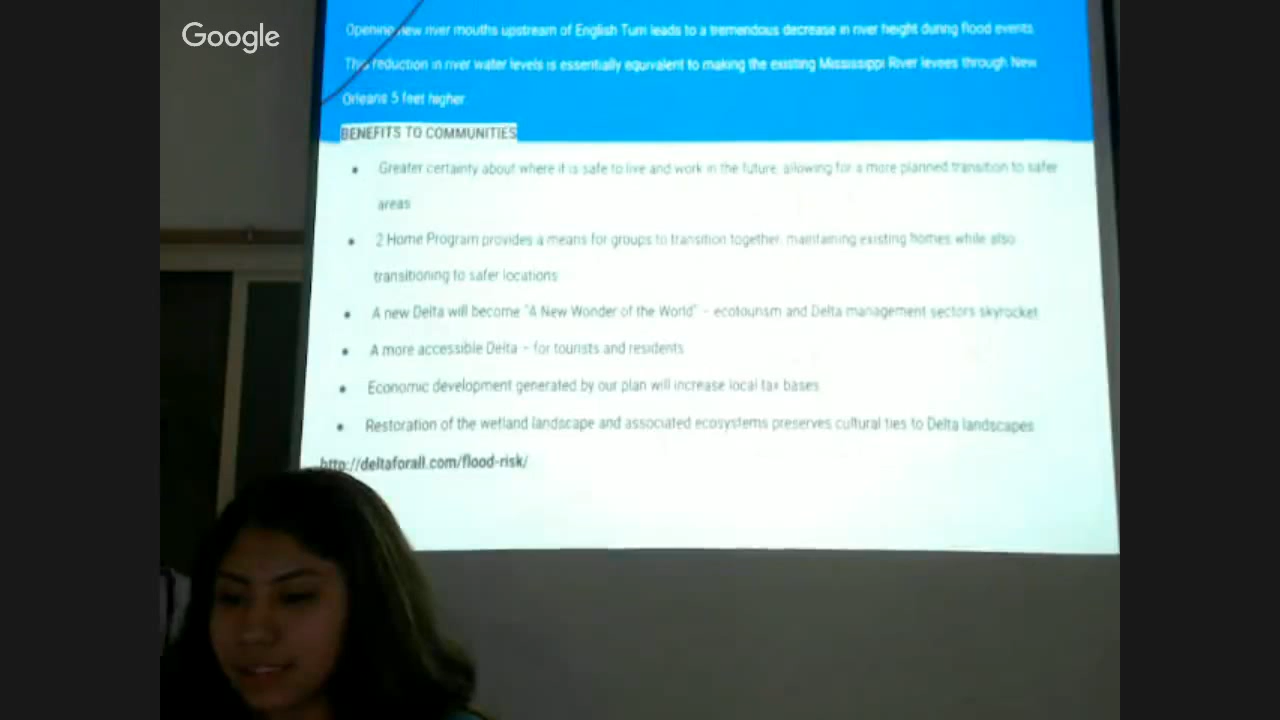 Google
Opening new river mouths upstream of English Turn leads to a tremendous decrease in river height during flood events.
This reduction in river water levels is essentially equivalent to making the existing Mississippi River levees through New
Orleans 5 feet higher.
BENEFITS TO COMMUNITIES
• Greater certainty about where it is safe to live and work in the future, allowing for a more planned transition to safer
areas
• 2 Home Program provides a means for groups to transition together, maintaining existing homes while also
transitioning to safer locations
• A new Delta will become "A New Wonder of the World" – ecotourism and Delta management sectors skyrocket
• A more accessible Delta – for tourists and residents
• Economic development generated by our plan will increase local tax bases
• Restoration of the wetland landscape and associated ecosystems preserves cultural ties to Delta landscapes
http://deltaforall.com/flood-risk/